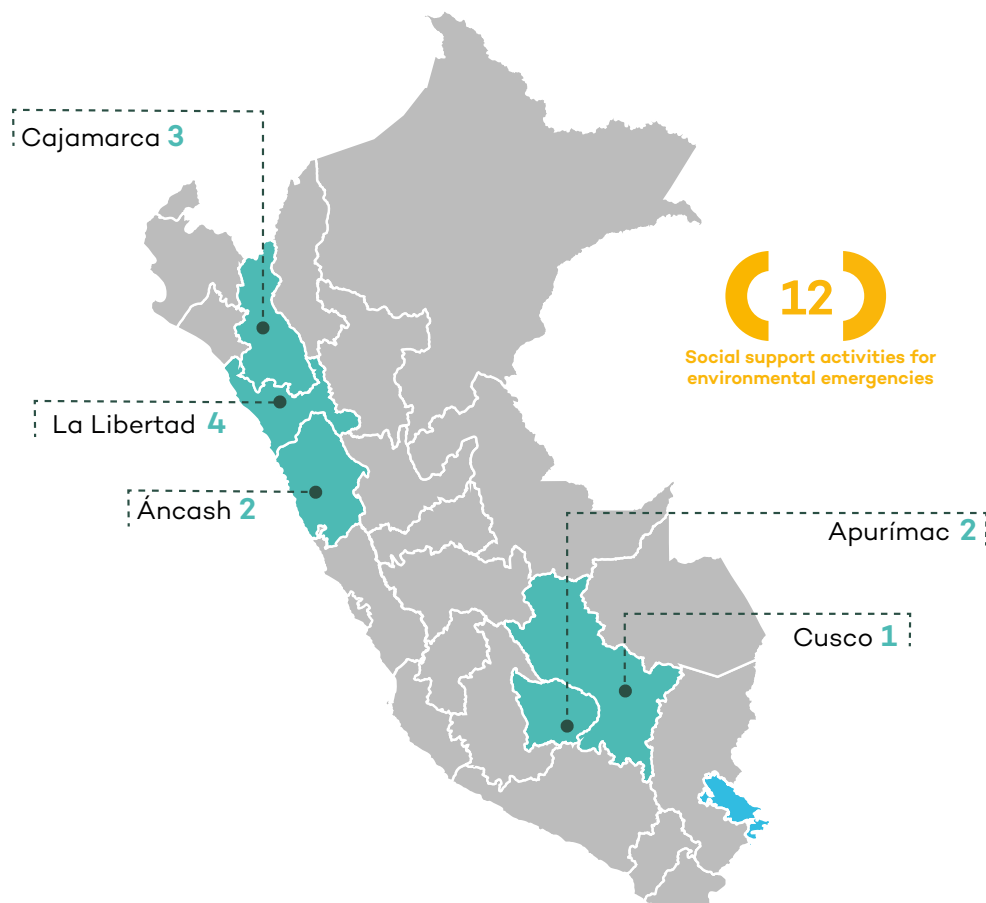 Cajamarca 3
12
Social support activities for
environmental emergencies
La Libertad 4
Áncash 2
Apurímac 2
Cusco 1